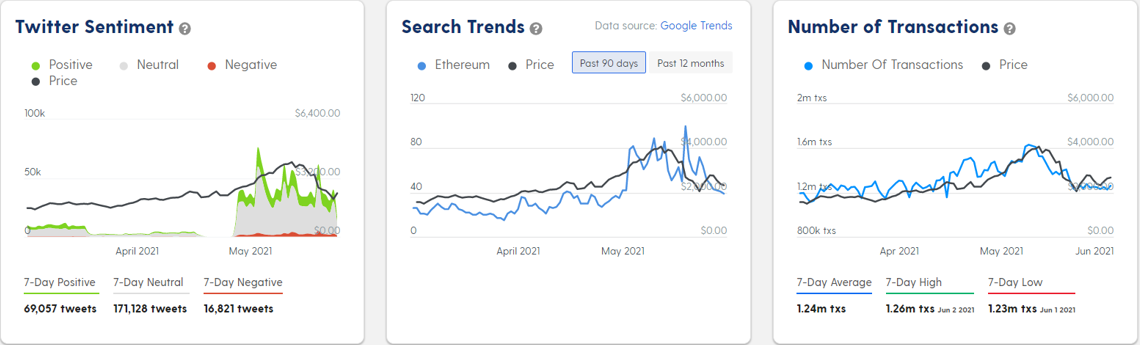 Twitter Sentiment ?
Positive Neutral Negative
Price
100k $6,400.00
50k $3,200.00
0 $0.00
April 2021 May 2021
7-Day Positive 7-Day Neutral 7-Day Negative
69,057 tweets 171,128 tweets 16,821 tweets
Search Trends ? Data source: Google Trends
Ethereum Price Past 90 days Past 12 months
120 $6,000.00
80 $4,000.00
40 $2,000.00
0 $0.00
April 2021 May 2021
Number of Transactions ?
Number Of Transactions Price
2m txs $6,000.00
1.6m txs $4,000.00
1.2m txs $2,000.00
800k txs $0.00
Apr 2021 May 2021 Jun 2021
7-Day Average 7-Day High 7-Day Low
1.24m txs 1.26m txs Jun 2 2021 1.23m txs Jun 1 2021